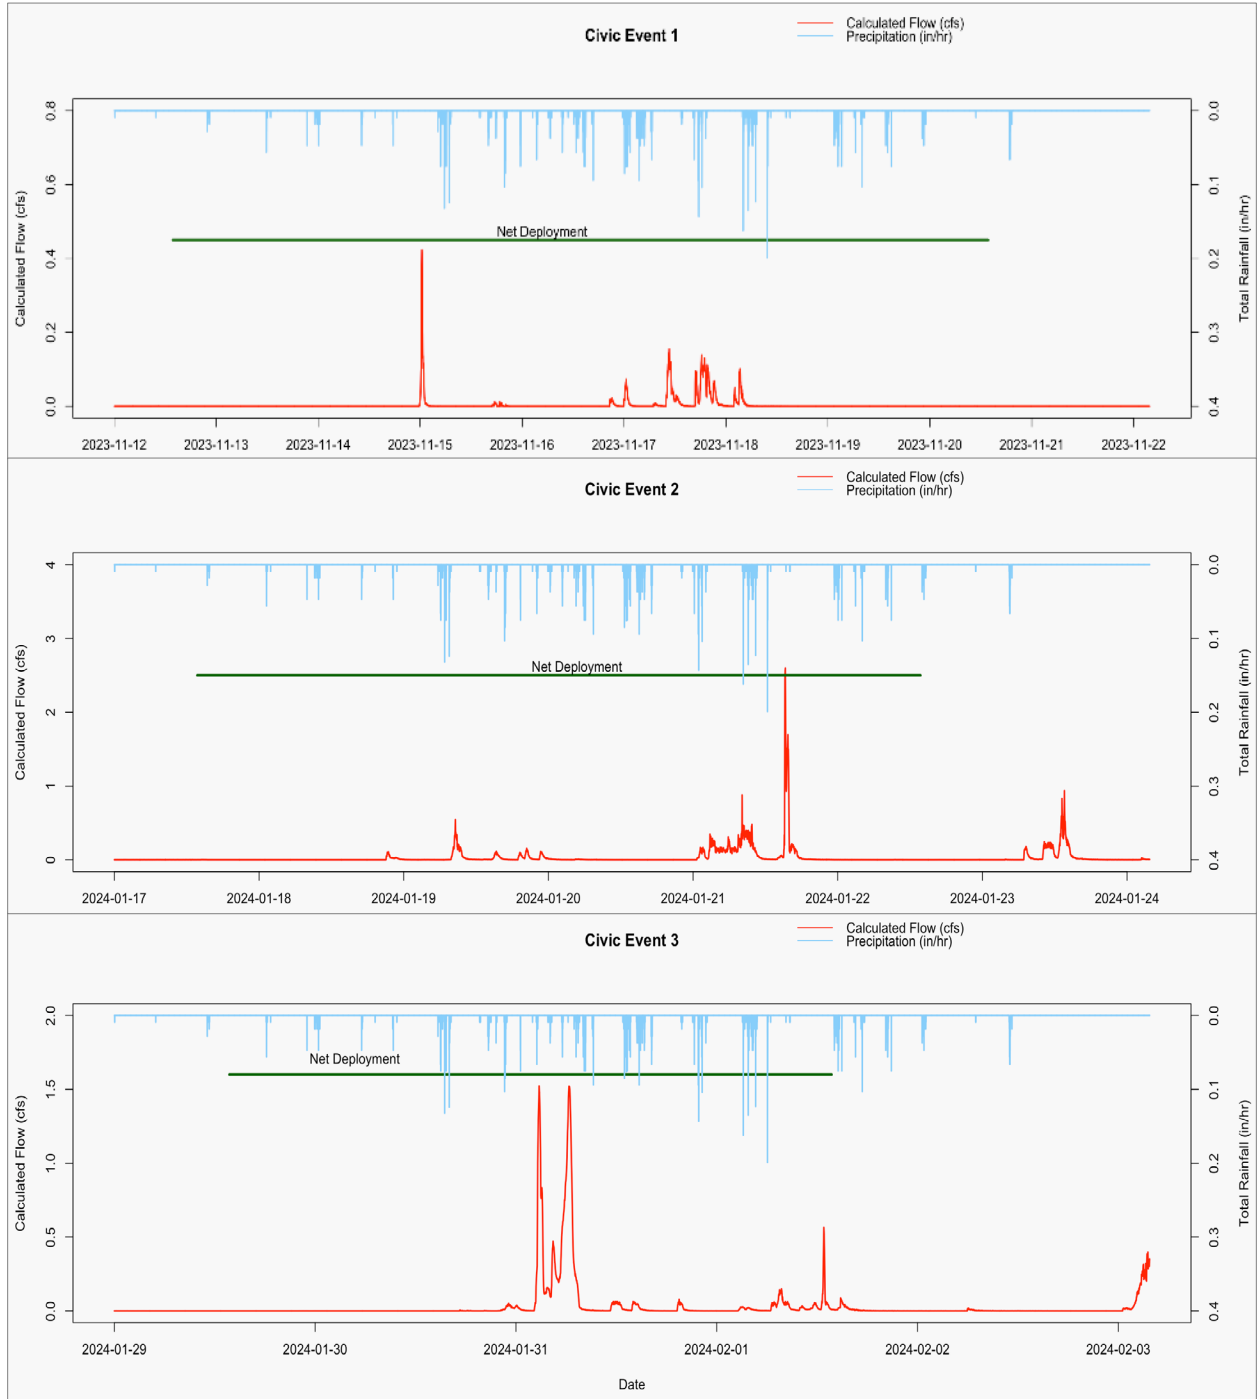 Civic Event 1
Calculated Flow (cfs)
Precipitation (in/hr)
Calculated Flow (cfs)
0.0 0.2 0.4 0.6 0.8
Net Deployment
0.0 0.1 0.2 0.3 0.4
Total Rainfall (in/hr)
2023-11-12 2023-11-13 2023-11-14 2023-11-15 2023-11-16 2023-11-17 2023-11-18 2023-11-19 2023-11-20 2023-11-21 2023-11-22
Civic Event 2
Calculated Flow (cfs)
Precipitation (in/hr)
Calculated Flow (cfs)
0 1 2 3 4
Net Deployment
0.0 0.1 0.2 0.3 0.4
Total Rainfall (in/hr)
2024-01-17 2024-01-18 2024-01-19 2024-01-20 2024-01-21 2024-01-22 2024-01-23 2024-01-24
Civic Event 3
Calculated Flow (cfs)
Precipitation (in/hr)
Calculated Flow (cfs)
0.0 0.5 1.0 1.5 2.0
Net Deployment
0.0 0.1 0.2 0.3 0.4
Total Rainfall (in/hr)
2024-01-29 2024-01-30 2024-01-31 2024-02-01 2024-02-02 2024-02-03
Date